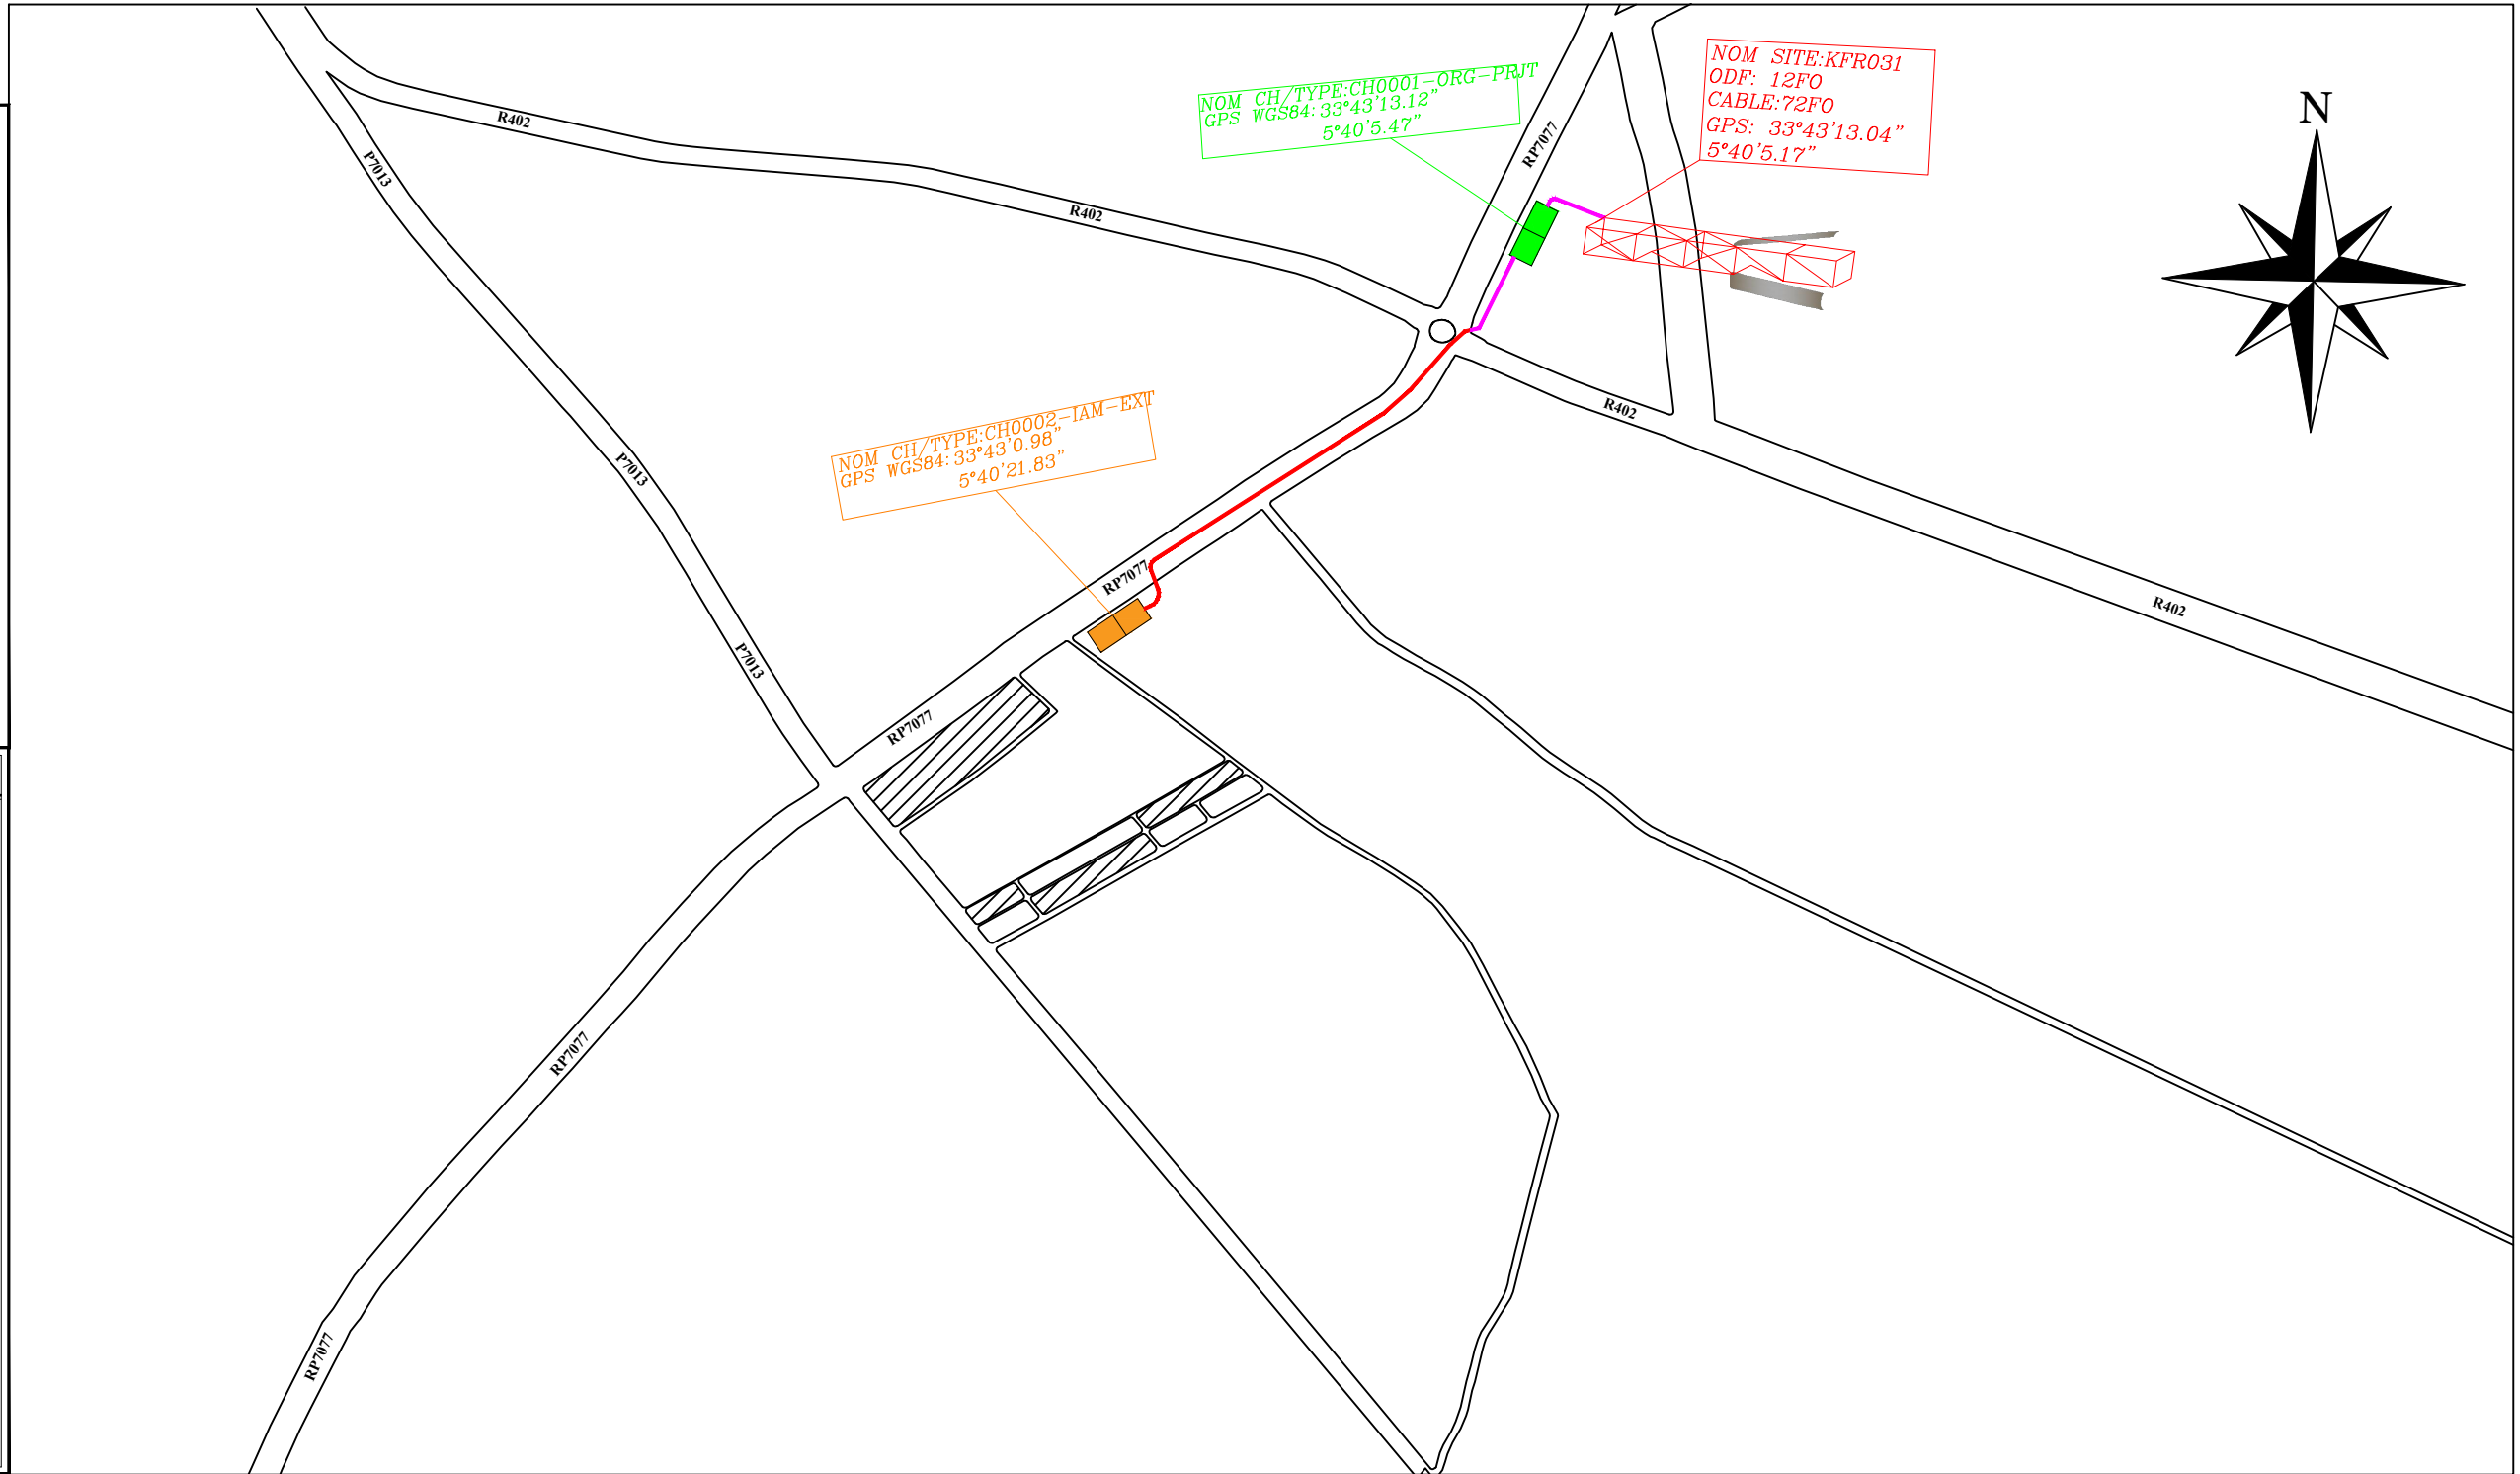 NOM SITE:KFR031
ODF: 12FO
CABLE:72FO
GPS: 33°43'13.04"
5°40'5.17"
NOM CH/TYPE:CH0001-ORG-PRJT
GPS WGS84: 33°43'13.12"
5°40'5.47"
N
R402
P7013
RP7077
R402
NOM CH/TYPE:CH0002-IAM-EXT
GPS WGS84: 33°43'0.98"
5°40'21.83"
R402
P7013
RP7077
R402
P7013
RP7077
RP7077
RP7077